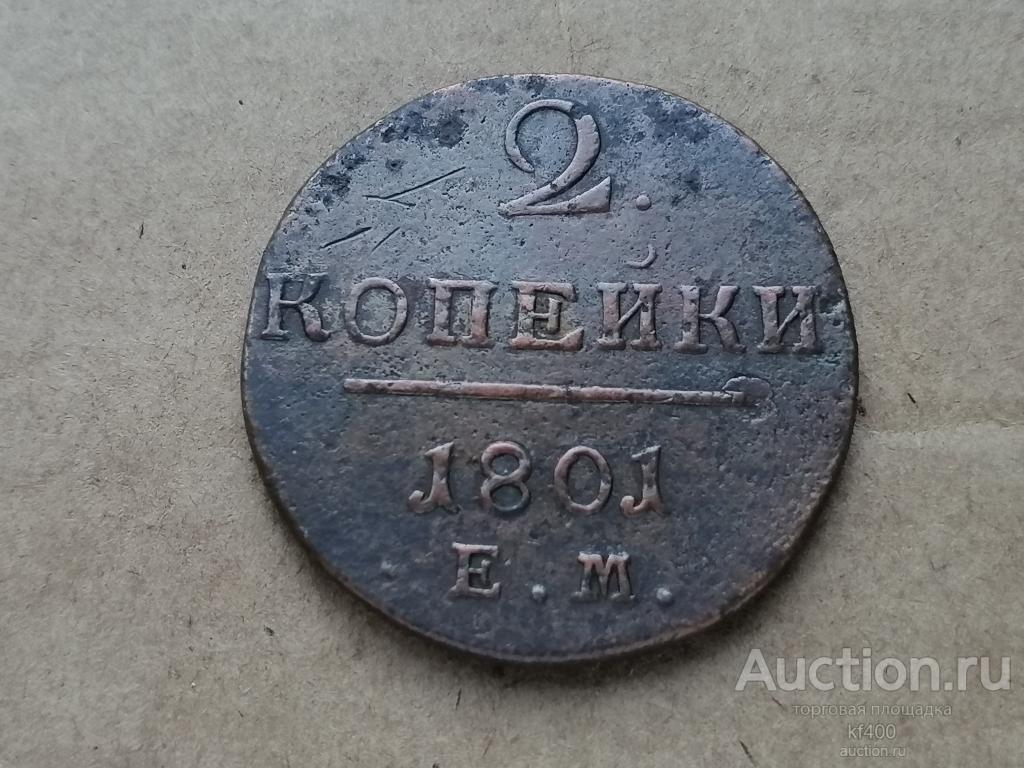 2.
КОПЕЙКИ
1801
Е.М.
Auction.ru
торговая площадка
kf400
auction.ru